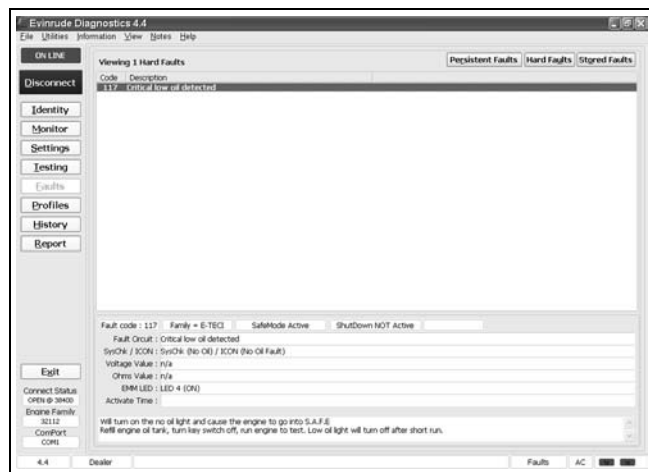 Evinrude Diagnostics 4.4
File Utilities Information View Notes Help
ON LINE
Disconnect
Identity
Monitor
Settings
Testing
Faults
Profiles
History
Report
Exit
Connect Status
OPEN @ 38400
Engine Family
32112
ComPort
COM1
Viewing 1 Hard Faults
Persistent Faults Hard Faults Stored Faults
Code Description
117 Critical low oil detected
Fault code : 117 Family = E-TECI SafeMode Active ShutDown NOT Active
Fault Circuit : Critical low oil detected
SysChk / ICON : SysChk (No Oil) / ICON (No Oil Fault)
Voltage Value : n/a
Ohms Value : n/a
EMM LED : LED 4 (ON)
Activate Time :
Will turn on the no oil light and cause the engine to go into S.A.F.E
Refill engine oil tank, turn key switch off, run engine to test. Low oil light will turn off after short run.
4.4 Dealer Faults AC